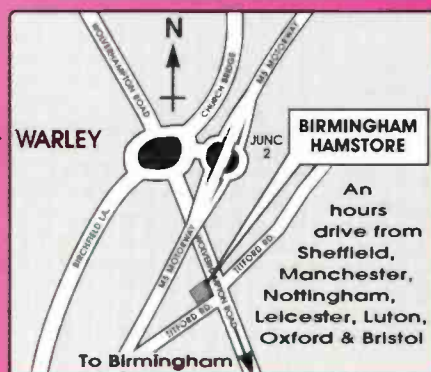 N
WOLVERHAMPTON ROAD
CHURCH BRIDGE
M5 MOTORWAY
WARLEY
JUNC
2
BIRMINGHAM
HAMSTORE
BIRCHFIELD LA.
An
hours
drive from
Sheffield,
Manchester,
Nottingham,
Leicester, Luton,
Oxford & Bristol
M5 MOTORWAY
WOLVERHAMPTON ROAD
TITFORD RD.
TITFORD RD.
To Birmingham